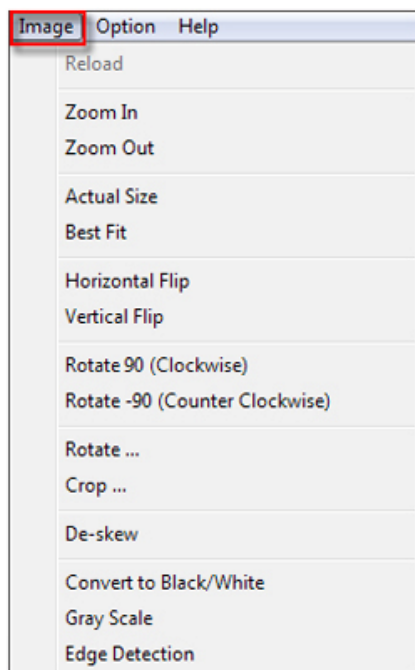 Image Option Help
Reload
Zoom In
Zoom Out
Actual Size
Best Fit
Horizontal Flip
Vertical Flip
Rotate 90 (Clockwise)
Rotate -90 (Counter Clockwise)
Rotate ...
Crop ...
De-skew
Convert to Black/White
Gray Scale
Edge Detection